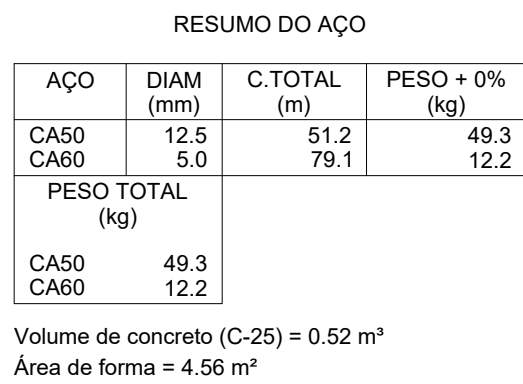 RESUMO DO AÇO
AÇO DIAM C.TOTAL PESO + 0%
(mm) (m) (kg)
CA50 12.5 51.2 49.3
CA60 5.0 79.1 12.2
PESO TOTAL
(kg)
CA50 49.3
CA60 12.2
Volume de concreto (C-25) = 0.52 m³
Área de forma = 4.56 m²